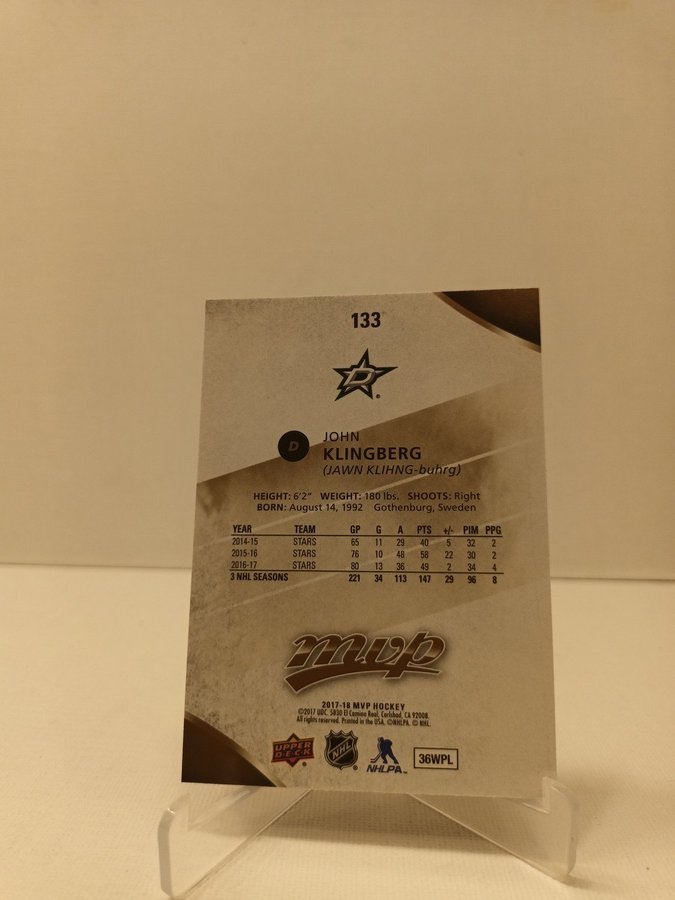 133
D
D
JOHN
KLINGBERG
(JAWN KLIHNG-buhrg)
HEIGHT: 6'2" WEIGHT: 180 lbs. SHOOTS: Right
BORN: August 14, 1992 Gothenburg, Sweden
YEAR TEAM GP G A PTS +/- PIM PPG
2014-15 STARS 65 11 29 40 5 32 2
2015-16 STARS 76 10 48 58 22 30 2
2016-17 STARS 80 13 36 49 2 34 4
3 NHL SEASONS 221 34 113 147 29 96 8
mvp
2017-18 MVP HOCKEY
©2017 UDC. 5830 El Camino Real, Carlsbad, CA 92008.
All rights reserved. Printed in the USA. ©NHLPA. © NHL.
UPPER DECK NHL NHLPA 36WPL